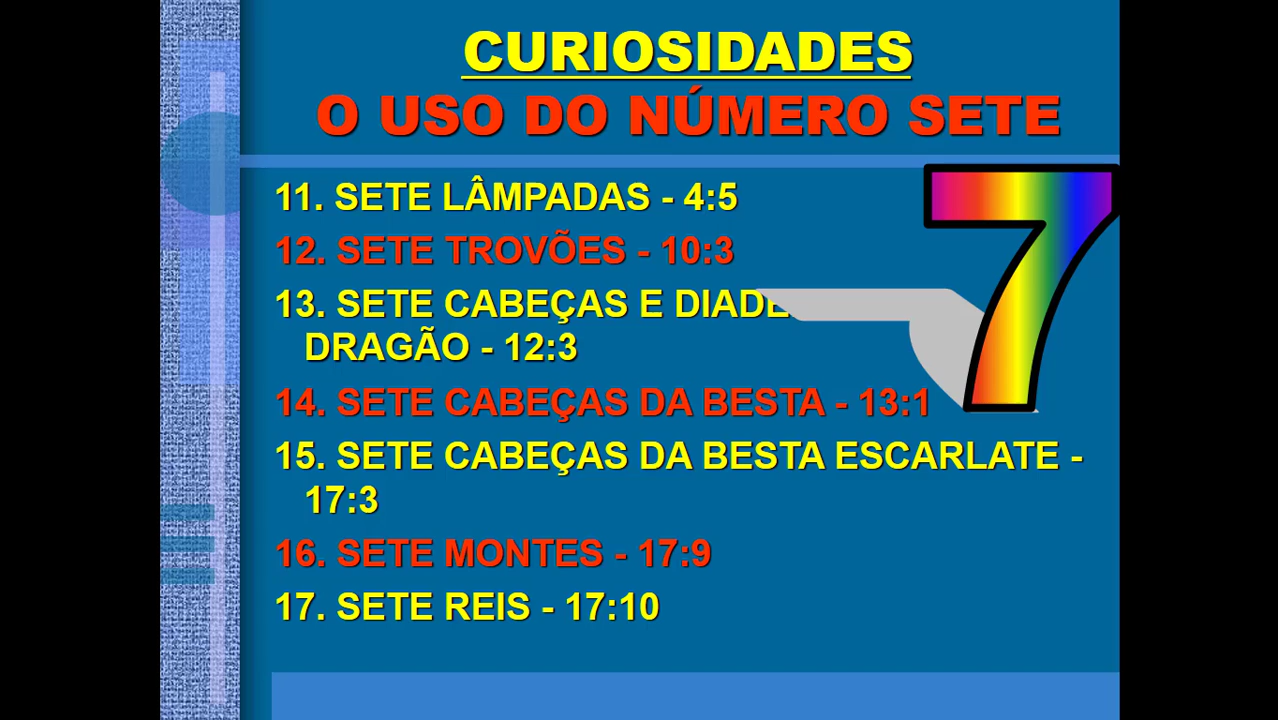 CURIOSIDADES
O USO DO NÚMERO SETE
7
11. SETE LÂMPADAS - 4:5
12. SETE TROVÕES - 10:3
13. SETE CABEÇAS E
DRAGÃO - 12:3
14. SETE CABEÇAS DA BESTA - 13:1
15. SETE CABEÇAS DA BESTA ESCARLATE -
17:3
16. SETE MONTES - 17:9
17. SETE REIS - 17:10